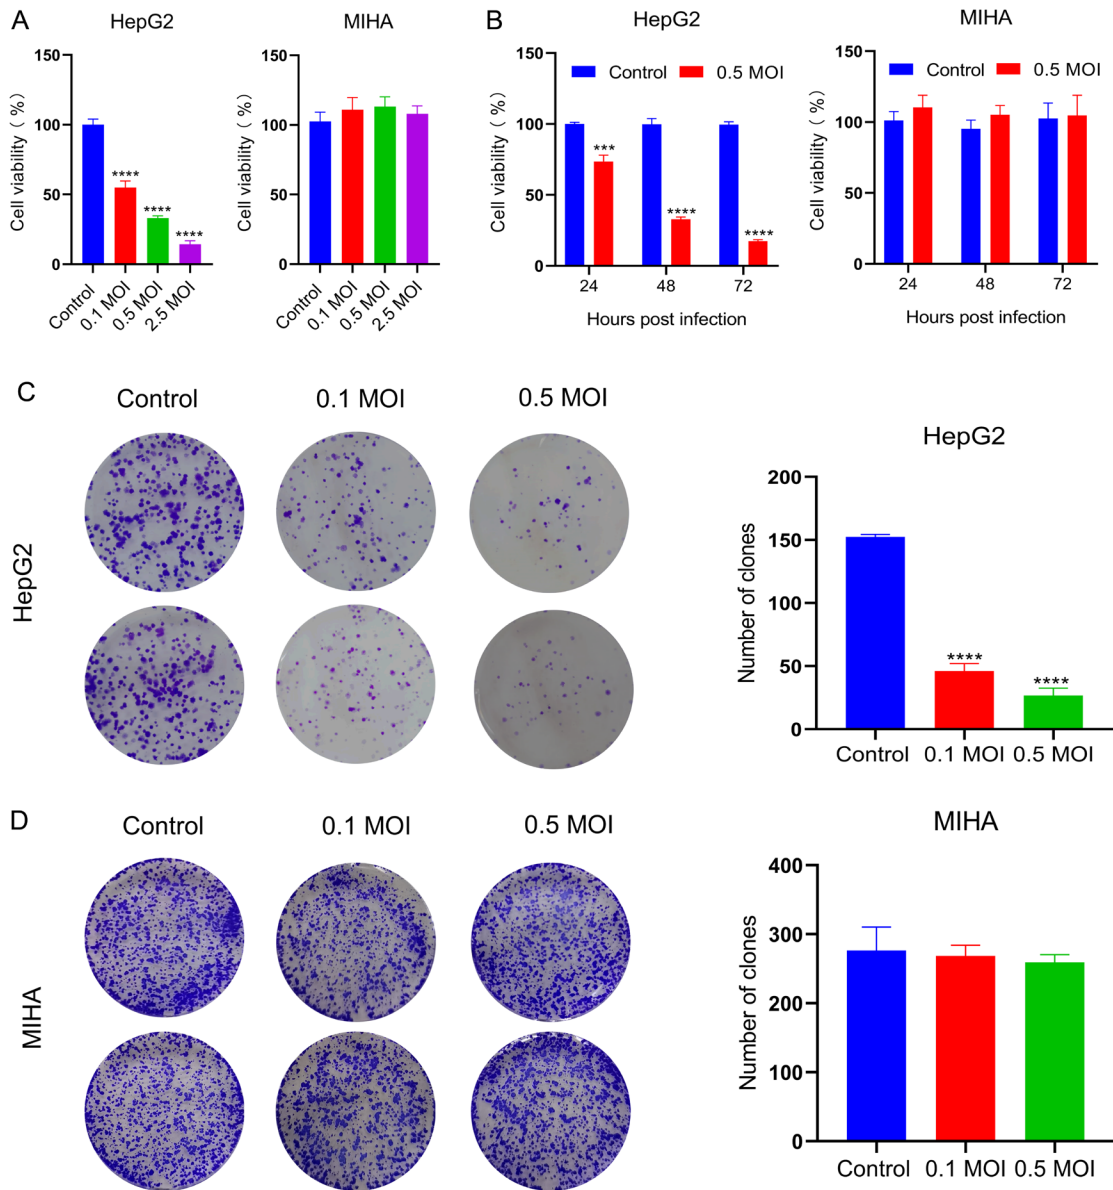 A
HepG2
MIHA
Cell viability ( %)
150
100
50
0
****
****
****
Control
0.1 MOI
0.5 MOI
2.5 MOI
Cell viability ( %)
150
100
50
0
Control
0.1 MOI
0.5 MOI
2.5 MOI
B
HepG2
MIHA
Control
0.5 MOI
Cell viability ( %)
150
100
50
0
***
****
****
24
48
72
Hours post infection
Control
0.5 MOI
Cell viability ( %)
150
100
50
0
24
48
72
Hours post infection
C
Control
0.1 MOI
0.5 MOI
HepG2
HepG2
Number of clones
200
150
100
50
0
****
****
Control
0.1 MOI
0.5 MOI
D
Control
0.1 MOI
0.5 MOI
MIHA
MIHA
Number of clones
400
300
200
100
0
Control
0.1 MOI
0.5 MOI